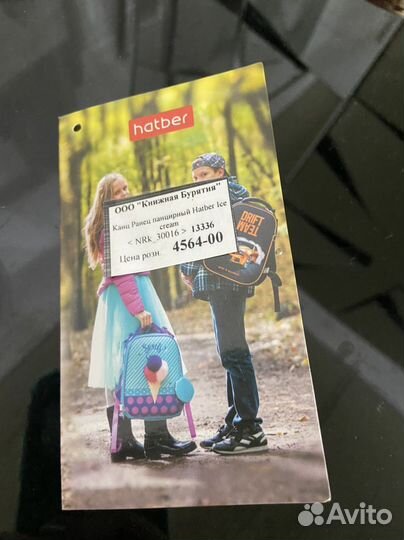 hatber
ООО "Книжная Бурятия"
Канц Ранец панцирный Hatber Ice
cream
< NRk_30016 > 13336
Цена розн. 4564-00
TEAM
DRIFT
Avito